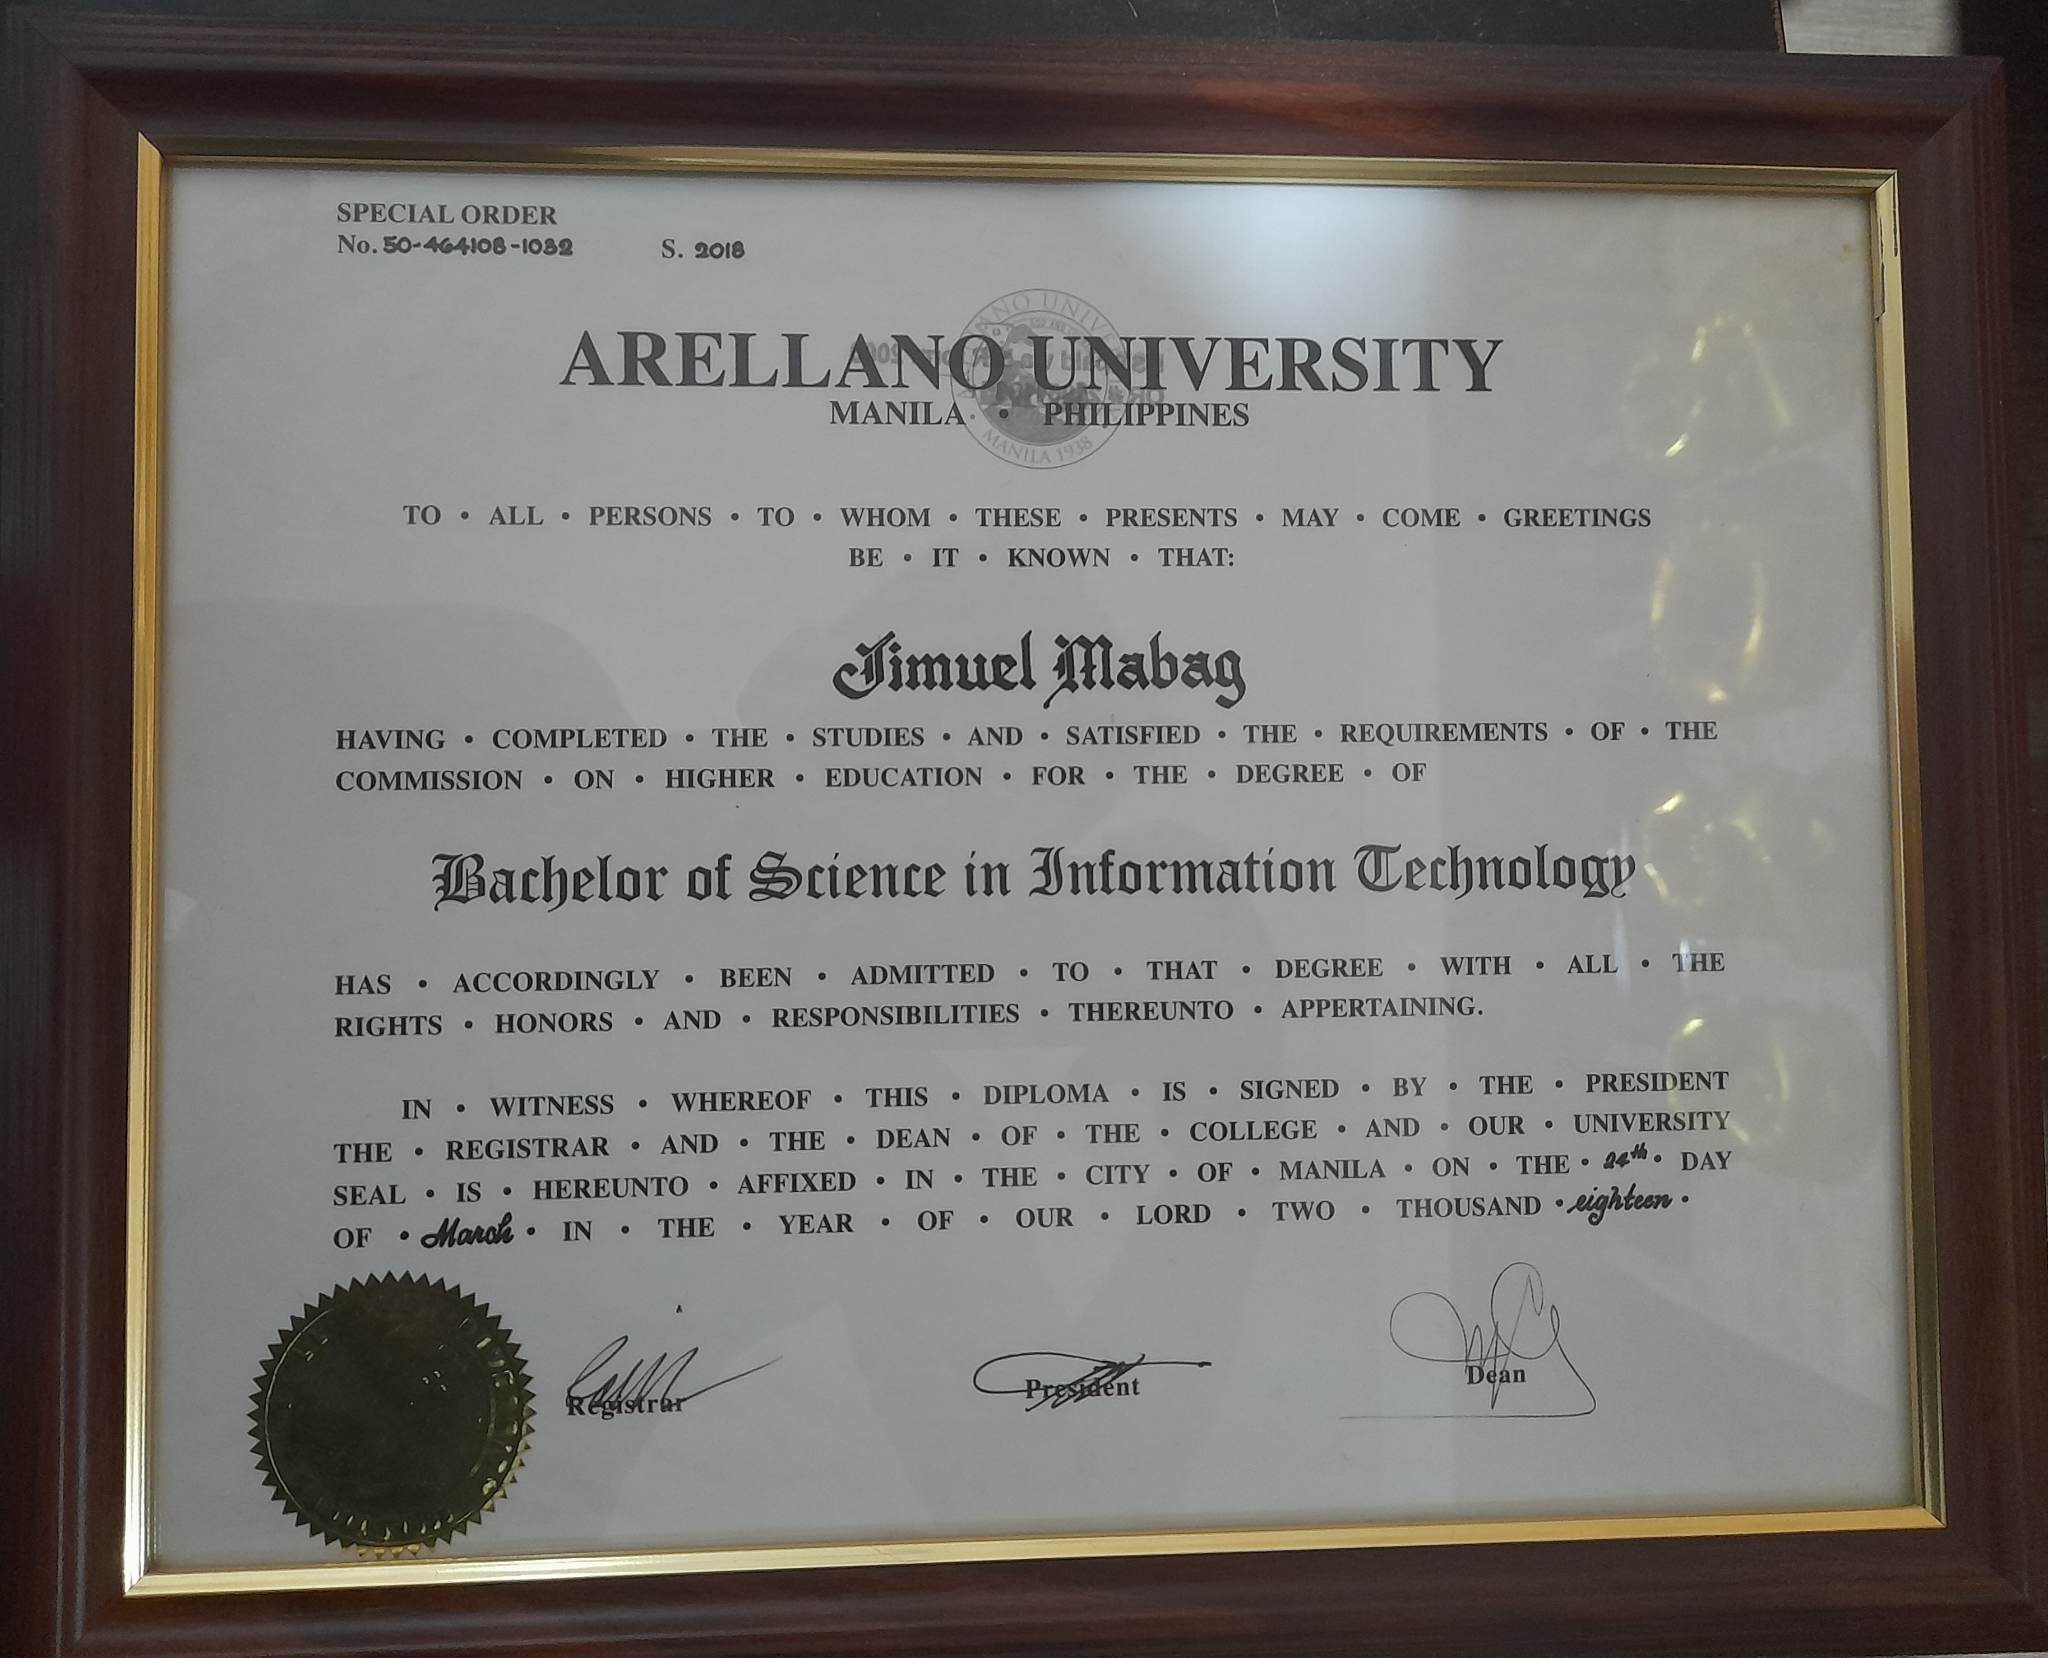 SPECIAL ORDER
No. 50-464108-1032 S. 2018
ARELLANO UNIVERSITY
MANILA • PHILIPPINES
MANILA 1938
TO • ALL • PERSONS • TO • WHOM • THESE • PRESENTS • MAY • COME • GREETINGS
BE • IT • KNOWN • THAT:
Jimuel Mabag
HAVING • COMPLETED • THE • STUDIES • AND • SATISFIED • THE • REQUIREMENTS • OF • THE
COMMISSION • ON • HIGHER • EDUCATION • FOR • THE • DEGREE • OF
Bachelor of Science in Information Technology
HAS • ACCORDINGLY • BEEN • ADMITTED • TO • THAT • DEGREE • WITH • ALL • THE
RIGHTS • HONORS • AND • RESPONSIBILITIES • THEREUNTO • APPERTAINING.
IN • WITNESS • WHEREOF • THIS • DIPLOMA • IS • SIGNED • BY • THE • PRESIDENT
THE • REGISTRAR • AND • THE • DEAN • OF • THE • COLLEGE • AND • OUR • UNIVERSITY
SEAL • IS • HEREUNTO • AFFIXED • IN • THE • CITY • OF • MANILA • ON • THE • 24th • DAY
OF • March • IN • THE • YEAR • OF • OUR • LORD • TWO • THOUSAND • eighteen •
Registrar
President
Dean